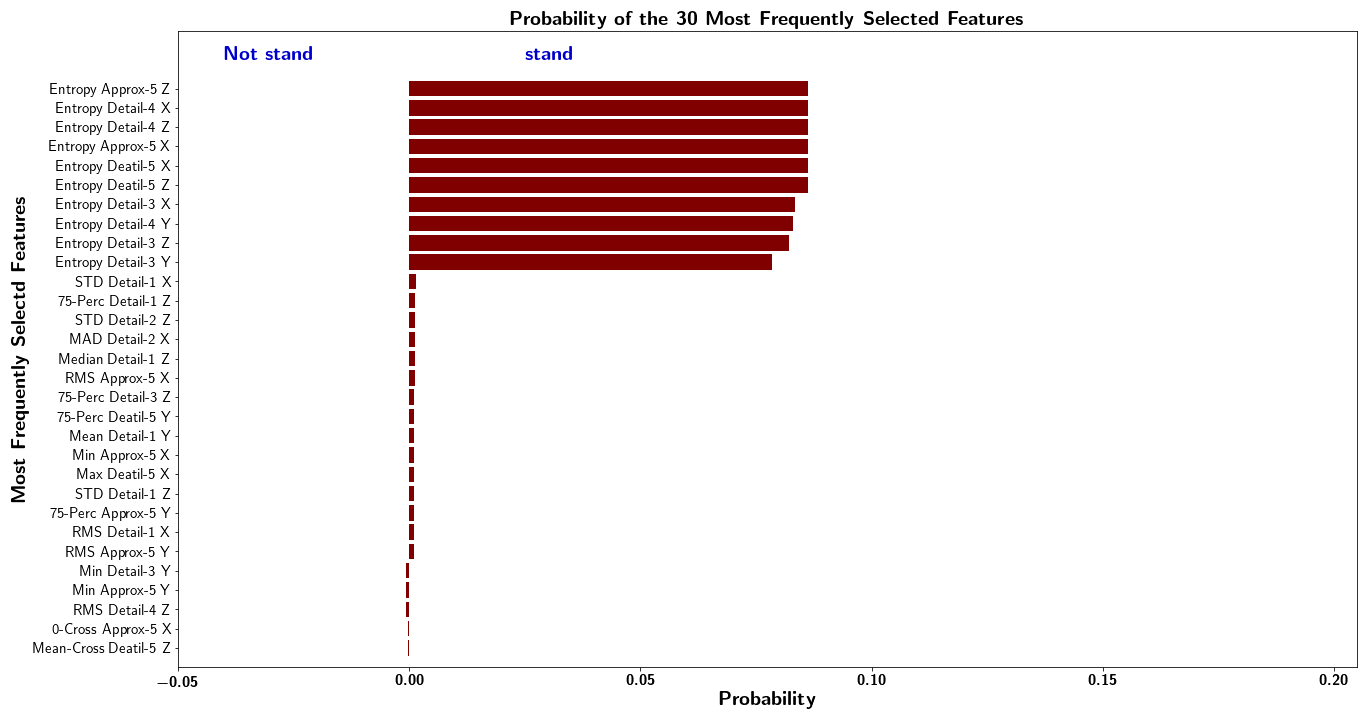 Probability of the 30 Most Frequently Selected Features
Not stand stand
Entropy Approx-5 Z
Entropy Detail-4 X
Entropy Detail-4 Z
Entropy Approx-5 X
Entropy Deatil-5 X
Entropy Deatil-5 Z
Entropy Detail-3 X
Entropy Detail-4 Y
Entropy Detail-3 Z
Entropy Detail-3 Y
STD Detail-1 X
75-Perc Detail-1 Z
STD Detail-2 Z
MAD Detail-2 X
Median Detail-1 Z
RMS Approx-5 X
75-Perc Detail-3 Z
75-Perc Deatil-5 Y
Mean Detail-1 Y
Min Approx-5 X
Max Deatil-5 X
STD Detail-1 Z
75-Perc Approx-5 Y
RMS Detail-1 X
RMS Approx-5 Y
Min Detail-3 Y
Min Approx-5 Y
RMS Detail-4 Z
0-Cross Approx-5 X
Mean-Cross Deatil-5 Z
Most Frequently Selectd Features
−0.05 0.00 0.05 0.10 0.15 0.20
Probability